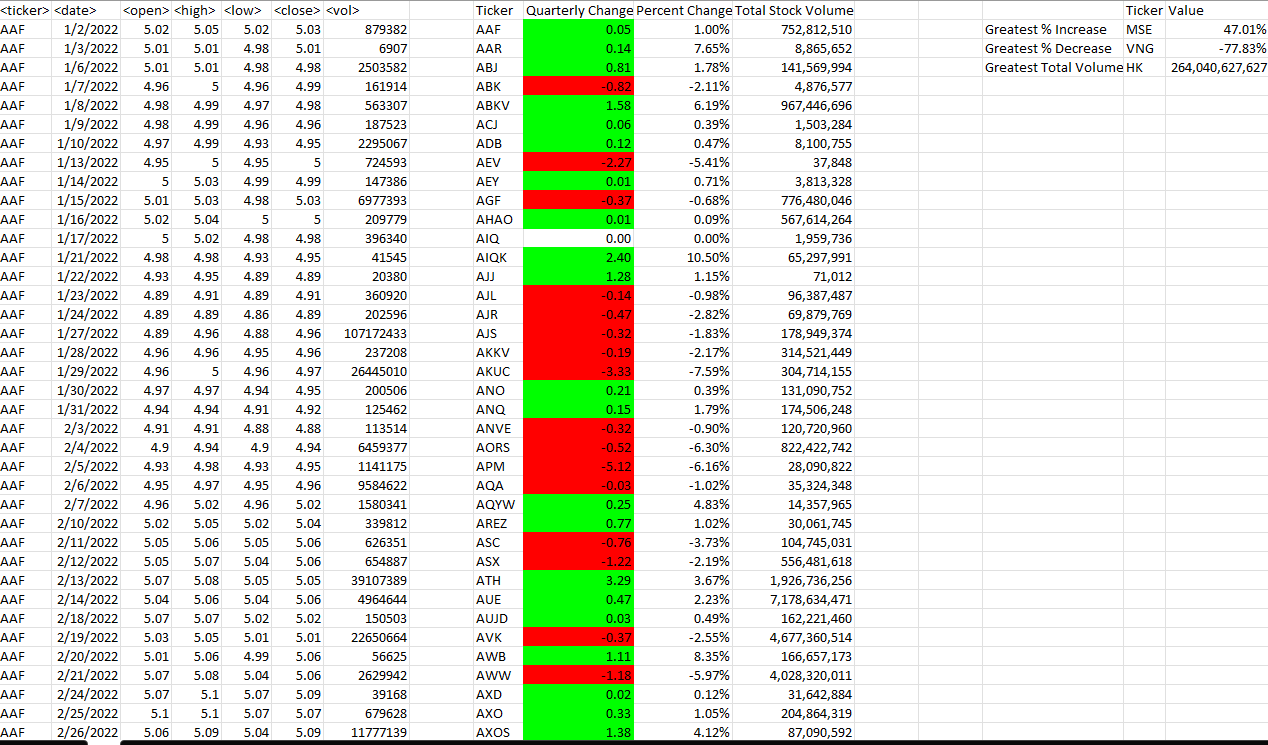 <ticker> <date> <open> <high> <low> <close> <vol> Ticker Quarterly Change Percent Change Total Stock Volume Ticker Value
AAF 1/2/2022 5.02 5.05 5.02 5.03 879382 AAF 0.05 1.00% 752,812,510 Greatest % Increase MSE 47.01%
AAF 1/3/2022 5.01 5.01 4.98 5.01 6907 AAR 0.14 7.65% 8,865,652 Greatest % Decrease VNG -77.83%
AAF 1/6/2022 5.01 5.01 4.98 4.98 2503582 ABJ 0.81 1.78% 141,569,994 Greatest Total Volume HK 264,040,627,627
AAF 1/7/2022 4.96 5 4.96 4.99 161914 ABK -0.82 -2.11% 4,876,577
AAF 1/8/2022 4.98 4.99 4.97 4.98 563307 ABKV 1.58 6.19% 967,446,696
AAF 1/9/2022 4.98 4.99 4.96 4.96 187523 ACJ 0.06 0.39% 1,503,284
AAF 1/10/2022 4.97 4.99 4.93 4.95 2295067 ADB 0.12 0.47% 8,100,755
AAF 1/13/2022 4.95 5 4.95 5 724593 AEV -2.27 -5.41% 37,848
AAF 1/14/2022 5 5.03 4.99 4.99 147386 AEY 0.01 0.71% 3,813,328
AAF 1/15/2022 5.01 5.03 4.98 5.03 6977393 AGF -0.37 -0.68% 776,480,046
AAF 1/16/2022 5.02 5.04 5 5 209779 AHAO 0.01 0.09% 567,614,264
AAF 1/17/2022 5 5.02 4.98 4.98 396340 AIQ 0.00 0.00% 1,959,736
AAF 1/21/2022 4.98 4.98 4.93 4.95 41545 AIQK 2.40 10.50% 65,297,991
AAF 1/22/2022 4.93 4.95 4.89 4.89 20380 AJJ 1.28 1.15% 71,012
AAF 1/23/2022 4.89 4.91 4.89 4.91 360920 AJL -0.14 -0.98% 96,387,487
AAF 1/24/2022 4.89 4.89 4.86 4.89 202596 AJR -0.47 -2.82% 69,879,769
AAF 1/27/2022 4.89 4.96 4.88 4.96 107172433 AJS -0.32 -1.83% 178,949,374
AAF 1/28/2022 4.96 4.96 4.95 4.96 237208 AKKV -0.19 -2.17% 314,521,449
AAF 1/29/2022 4.96 5 4.96 4.97 26445010 AKUC -3.33 -7.59% 304,714,155
AAF 1/30/2022 4.97 4.97 4.94 4.95 200506 ANO 0.21 0.39% 131,090,752
AAF 1/31/2022 4.94 4.94 4.91 4.92 125462 ANQ 0.15 1.79% 174,506,248
AAF 2/3/2022 4.91 4.91 4.88 4.88 113514 ANVE -0.32 -0.90% 120,720,960
AAF 2/4/2022 4.9 4.94 4.9 4.94 6459377 AORS -0.52 -6.30% 822,422,742
AAF 2/5/2022 4.93 4.98 4.93 4.95 1141175 APM -5.12 -6.16% 28,090,822
AAF 2/6/2022 4.95 4.97 4.95 4.96 9584622 AQA -0.03 -1.02% 35,324,348
AAF 2/7/2022 4.96 5.02 4.96 5.02 1580341 AQYW 0.25 4.83% 14,357,965
AAF 2/10/2022 5.02 5.05 5.02 5.04 339812 AREZ 0.77 1.02% 30,061,745
AAF 2/11/2022 5.05 5.06 5.05 5.06 626351 ASC -0.76 -3.73% 104,745,031
AAF 2/12/2022 5.05 5.07 5.04 5.06 654887 ASX -1.22 -2.19% 556,481,618
AAF 2/13/2022 5.07 5.08 5.05 5.05 39107389 ATH 3.29 3.67% 1,926,736,256
AAF 2/14/2022 5.04 5.06 5.04 5.06 4964644 AUE 0.47 2.23% 7,178,634,471
AAF 2/18/2022 5.07 5.07 5.02 5.02 150503 AUJD 0.03 0.49% 162,221,460
AAF 2/19/2022 5.03 5.05 5.01 5.01 22650664 AVK -0.37 -2.55% 4,677,360,514
AAF 2/20/2022 5.01 5.06 4.99 5.06 56625 AWB 1.11 8.35% 166,657,173
AAF 2/21/2022 5.07 5.08 5.04 5.06 2629942 AWW -1.18 -5.97% 4,028,320,011
AAF 2/24/2022 5.07 5.1 5.07 5.09 39168 AXD 0.02 0.12% 31,642,884
AAF 2/25/2022 5.1 5.1 5.07 5.07 679628 AXO 0.33 1.05% 204,864,319
AAF 2/26/2022 5.06 5.09 5.04 5.09 11777139 AXOS 1.38 4.12% 87,090,592